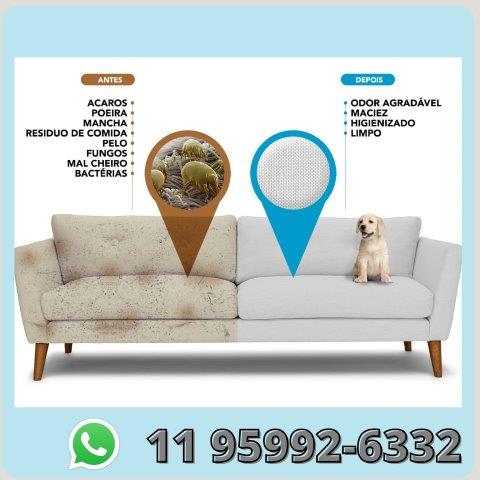 ANTES
ACAROS
POEIRA
MANCHA
RESIDUO DE COMIDA
PELO
FUNGOS
MAL CHEIRO
BACTÉRIAS
DEPOIS
ODOR AGRADÁVEL
MACIEZ
HIGIENIZADO
LIMPO
11 95992-6332